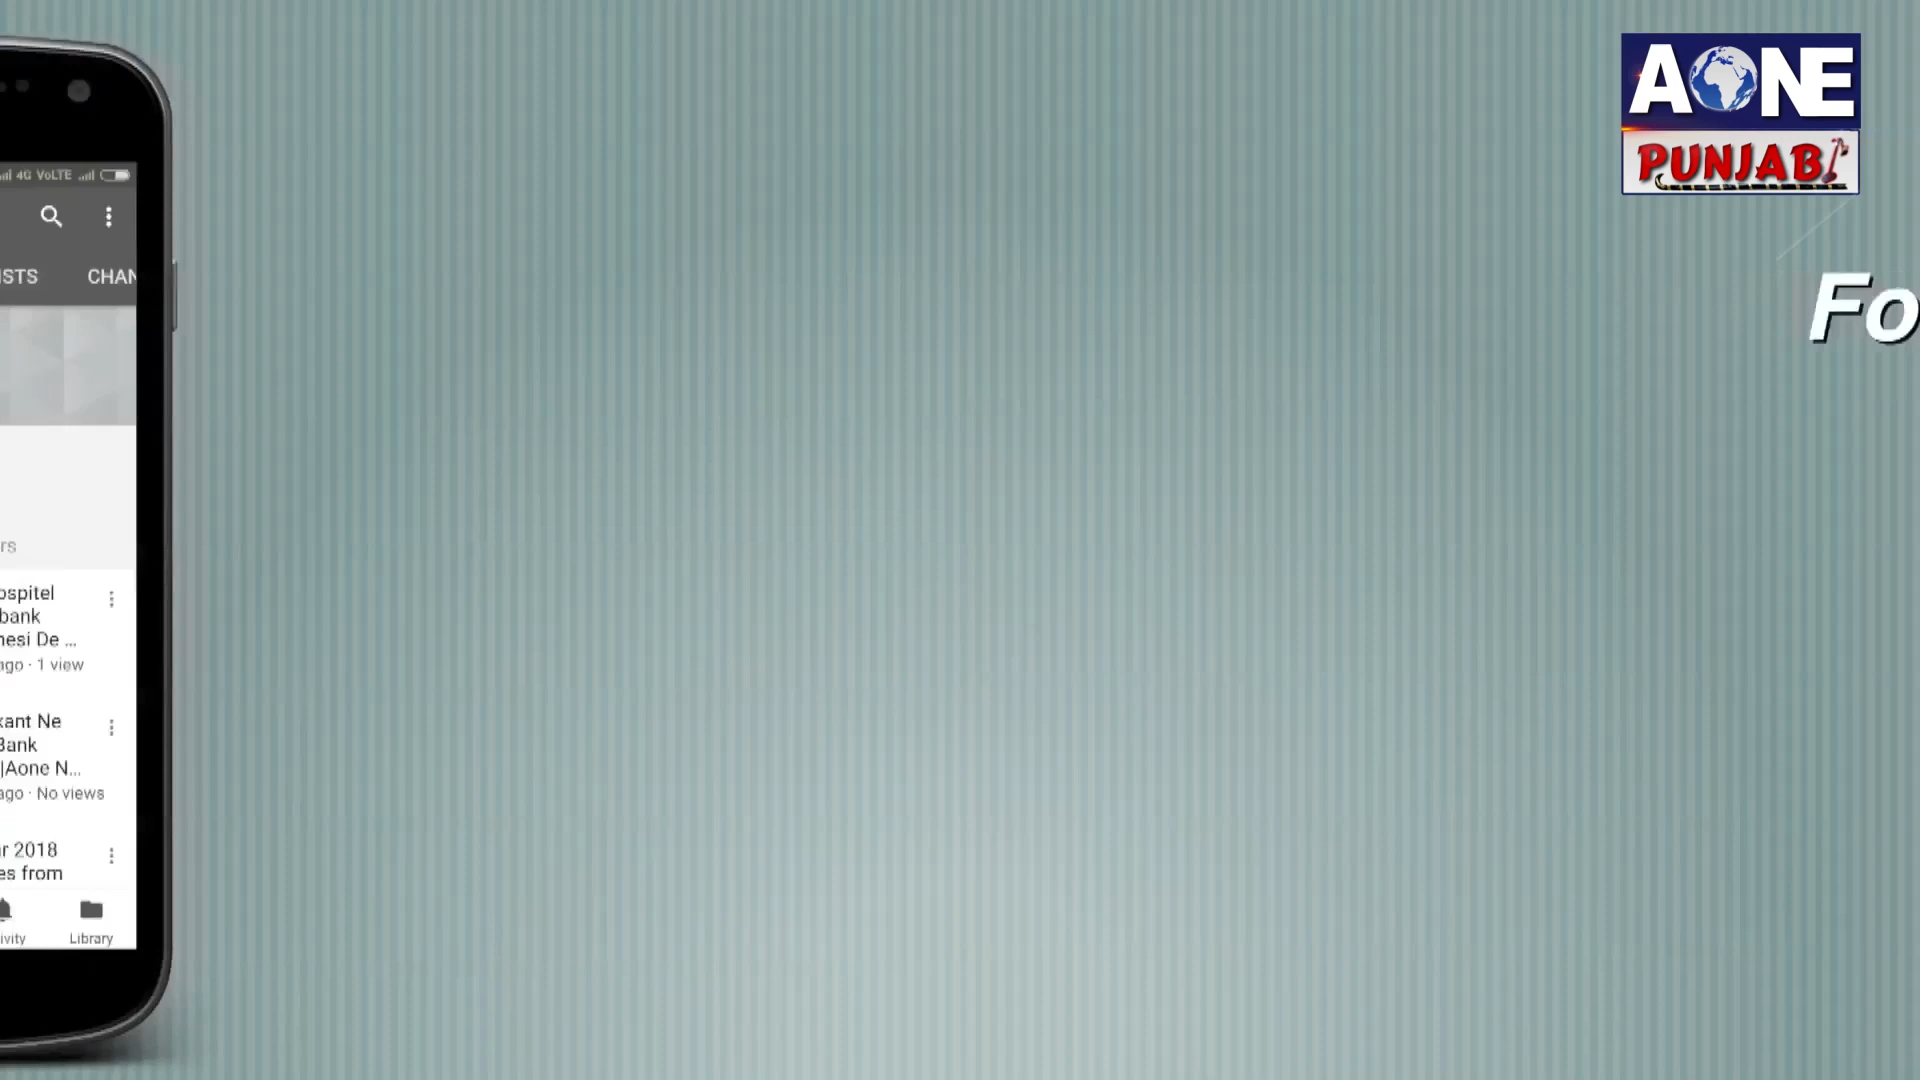 AONE
PUNJABI
Fo
4G VoLTE
ISTS CHAN
rs
ospitel
bank
nesi De ...
ago · 1 view
kant Ne
Bank
|Aone N...
ago · No views
r 2018
es from
ivity Library